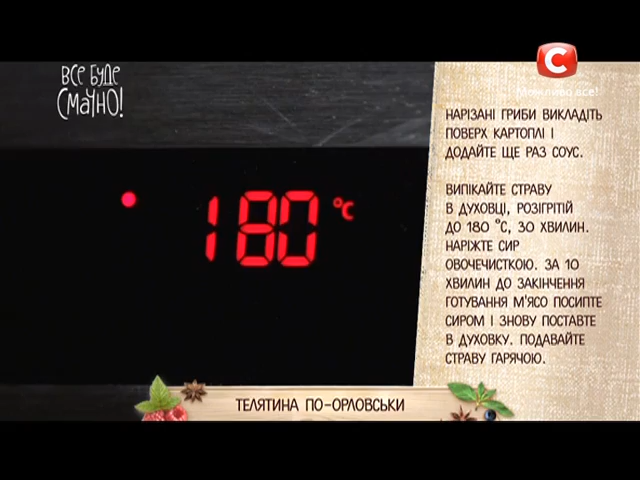 ВСЕ БУДЕ
СМАЧНО!
С
Можливо все!
НАРІЗАНІ ГРИБИ ВИКЛАДІТЬ
ПОВЕРХ КАРТОПЛІ І
ДОДАЙТЕ ЩЕ РАЗ СОУС.
ВИПІКАЙТЕ СТРАВУ
В ДУХОВЦІ, РОЗІГРІТІЙ
ДО 180 °С, 30 ХВИЛИН.
НАРІЖТЕ СИР
ОВОЧЕЧИСТКОЮ. ЗА 10
ХВИЛИН ДО ЗАКІНЧЕННЯ
ГОТУВАННЯ М'ЯСО ПОСИПТЕ
СИРОМ І ЗНОВУ ПОСТАВТЕ
В ДУХОВКУ. ПОДАВАЙТЕ
СТРАВУ ГАРЯЧОЮ.
180 °C
ТЕЛЯТИНА ПО-ОРЛОВСЬКИ